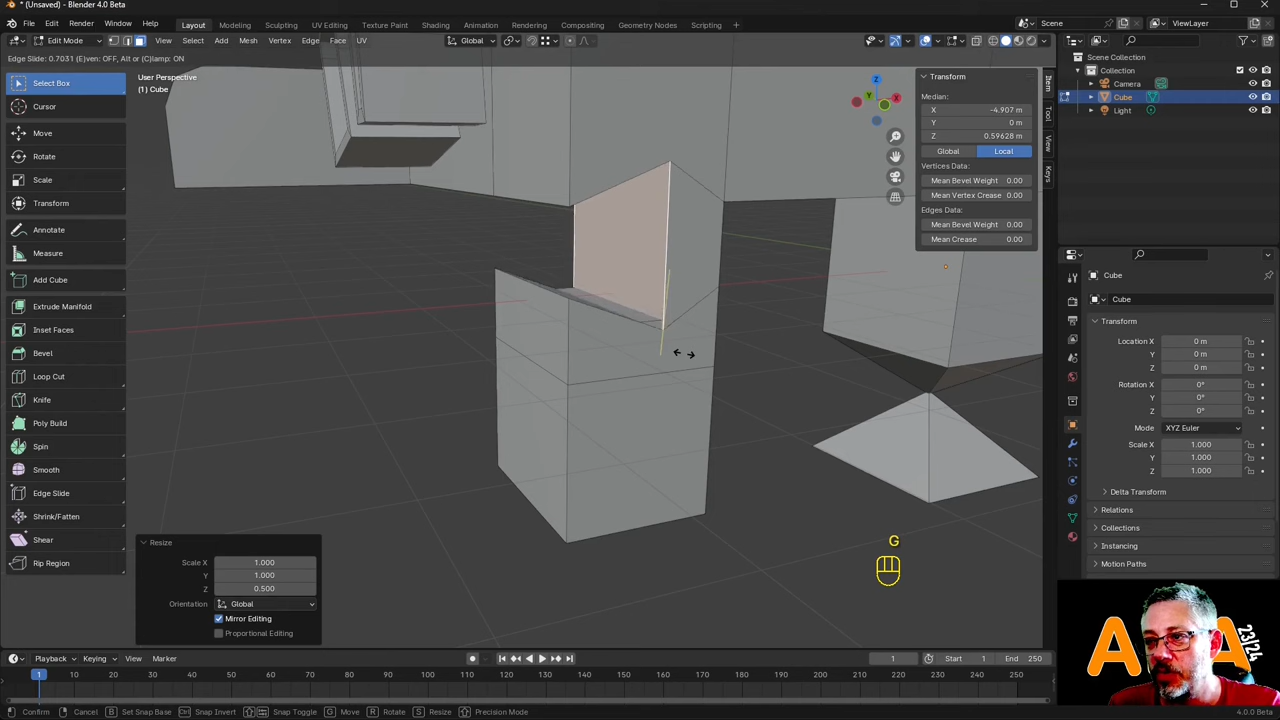 * (Unsaved) - Blender 4.0 Beta
File Edit Render Window Help
Layout Modeling Sculpting UV Editing Texture Paint Shading Animation Rendering Compositing Geometry Nodes Scripting +
Scene ViewLayer
Edit Mode View Select Add Mesh Vertex Edge Face UV Global
Edge Slide: 0.7031 (E)ven: OFF, Alt or (C)lamp: ON
User Perspective
(1) Cube
Select Box
Cursor
Move
Rotate
Scale
Transform
Annotate
Measure
Add Cube
Extrude Manifold
Inset Faces
Bevel
Loop Cut
Knife
Poly Build
Spin
Smooth
Edge Slide
Shrink/Fatten
Shear
Rip Region
Resize
Scale X 1.000
Y 1.000
Z 0.500
Orientation Global
Mirror Editing
Proportional Editing
Z
X
Y
Transform
Median:
X -4.907 m
Y 0 m
Z 0.59628 m
Global Local
Vertices Data:
Mean Bevel Weight 0.00
Mean Vertex Crease 0.00
Edges Data:
Mean Bevel Weight 0.00
Mean Crease 0.00
Item
Tool
View
Keys
G
Scene Collection
Collection
Camera
Cube
Light
Cube
Cube
Transform
Location X 0 m
Y 0 m
Z 0 m
Rotation X 0°
Y 0°
Z 0°
Mode XYZ Euler
Scale X 1.000
Y 1.000
Z 1.000
Delta Transform
Relations
Collections
Instancing
Motion Paths
A A 23/24
Playback Keying View Marker 1 Start 1 End 250
1 10 20 30 40 50 60 70 80 90 100 110 120 130 140 150 160 170 180 190 200 210 220 230 240 250
Confirm Cancel Set Snap Base Snap Invert Snap Toggle G Move R Rotate S Resize Precision Mode 4.0.0 Beta